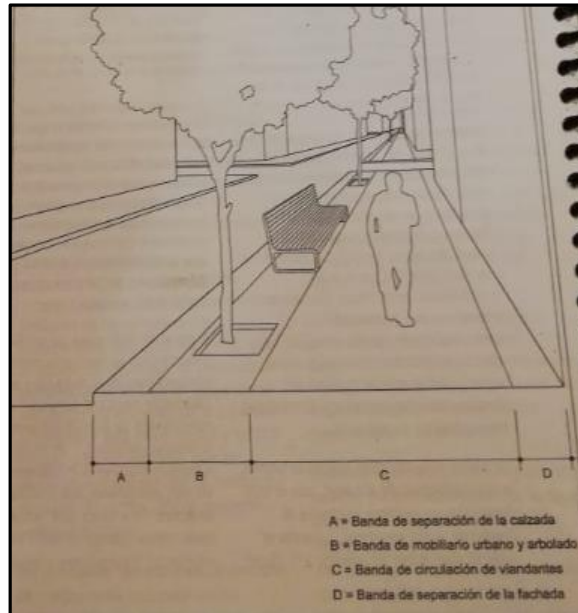 A
B
C
D
A = Banda de separación de la calzada
B = Banda de mobiliario urbano y arbolado
C = Banda de circulación de viandantes
D = Banda de separación de la fachada